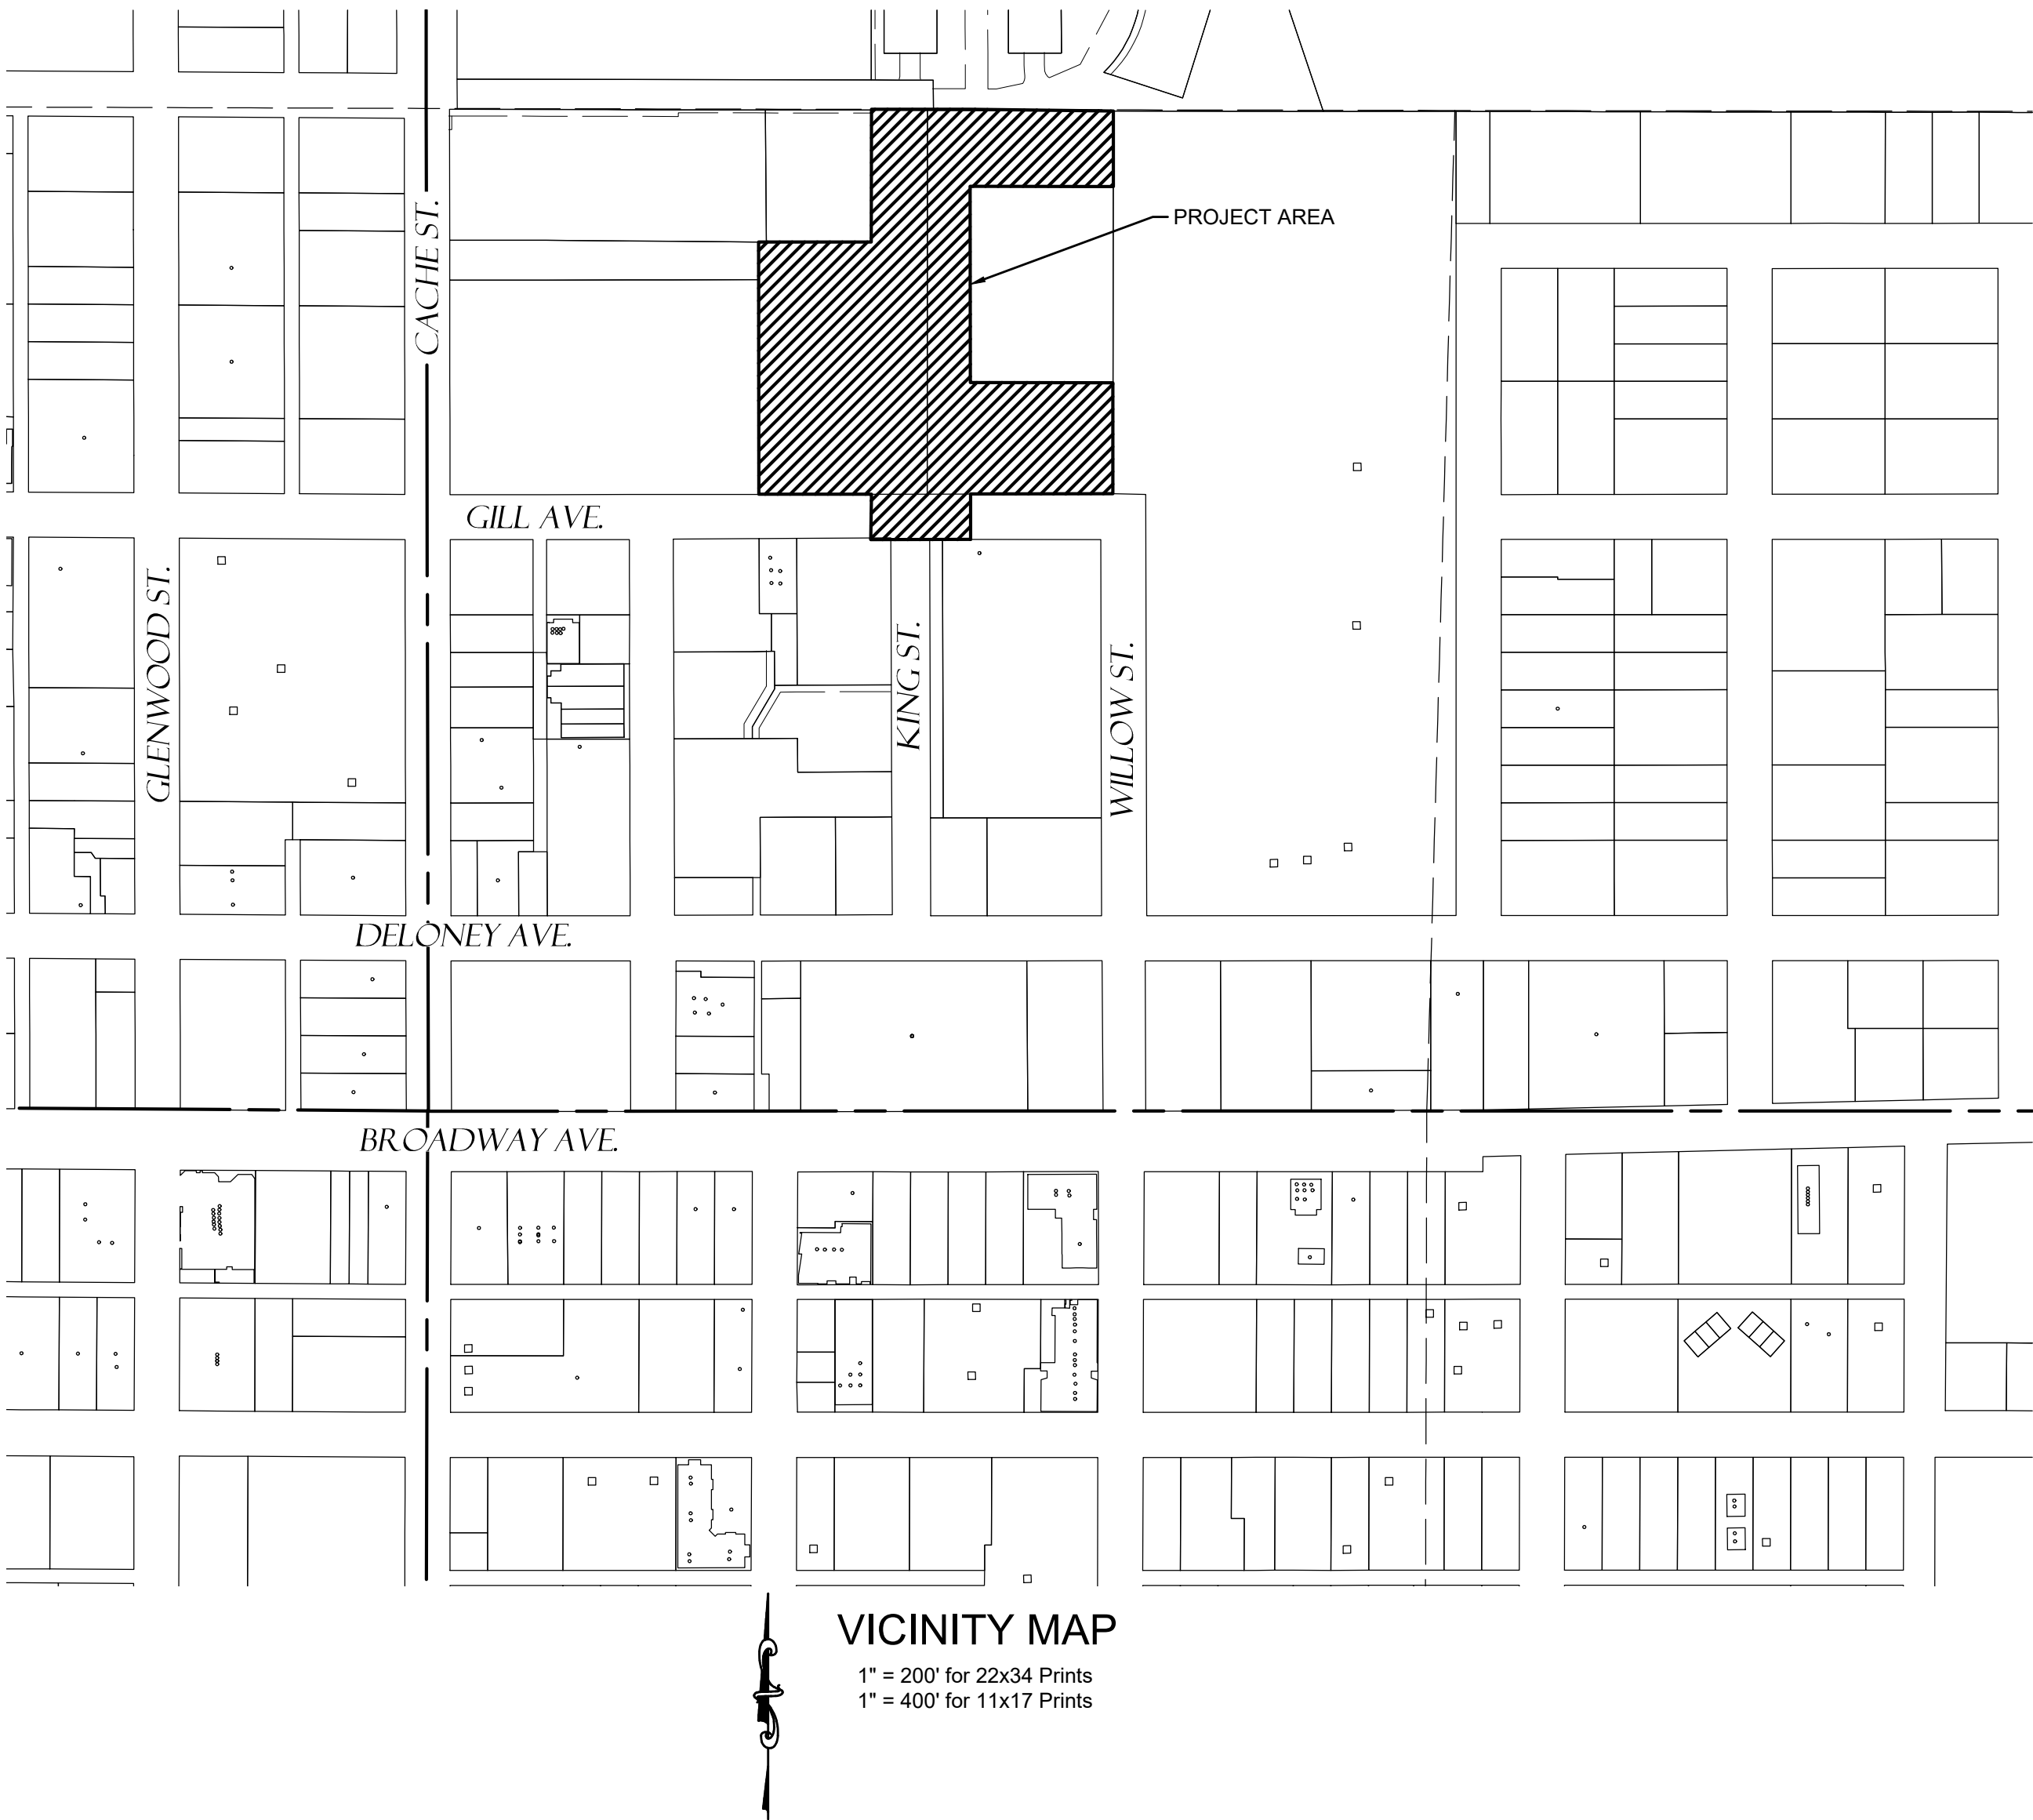 PROJECT AREA
CACHE ST.
GILL AVE.
GLENWOOD ST.
KING ST.
WILLOW ST.
DELONEY AVE.
BROADWAY AVE.
VICINITY MAP
1" = 200' for 22x34 Prints
1" = 400' for 11x17 Prints